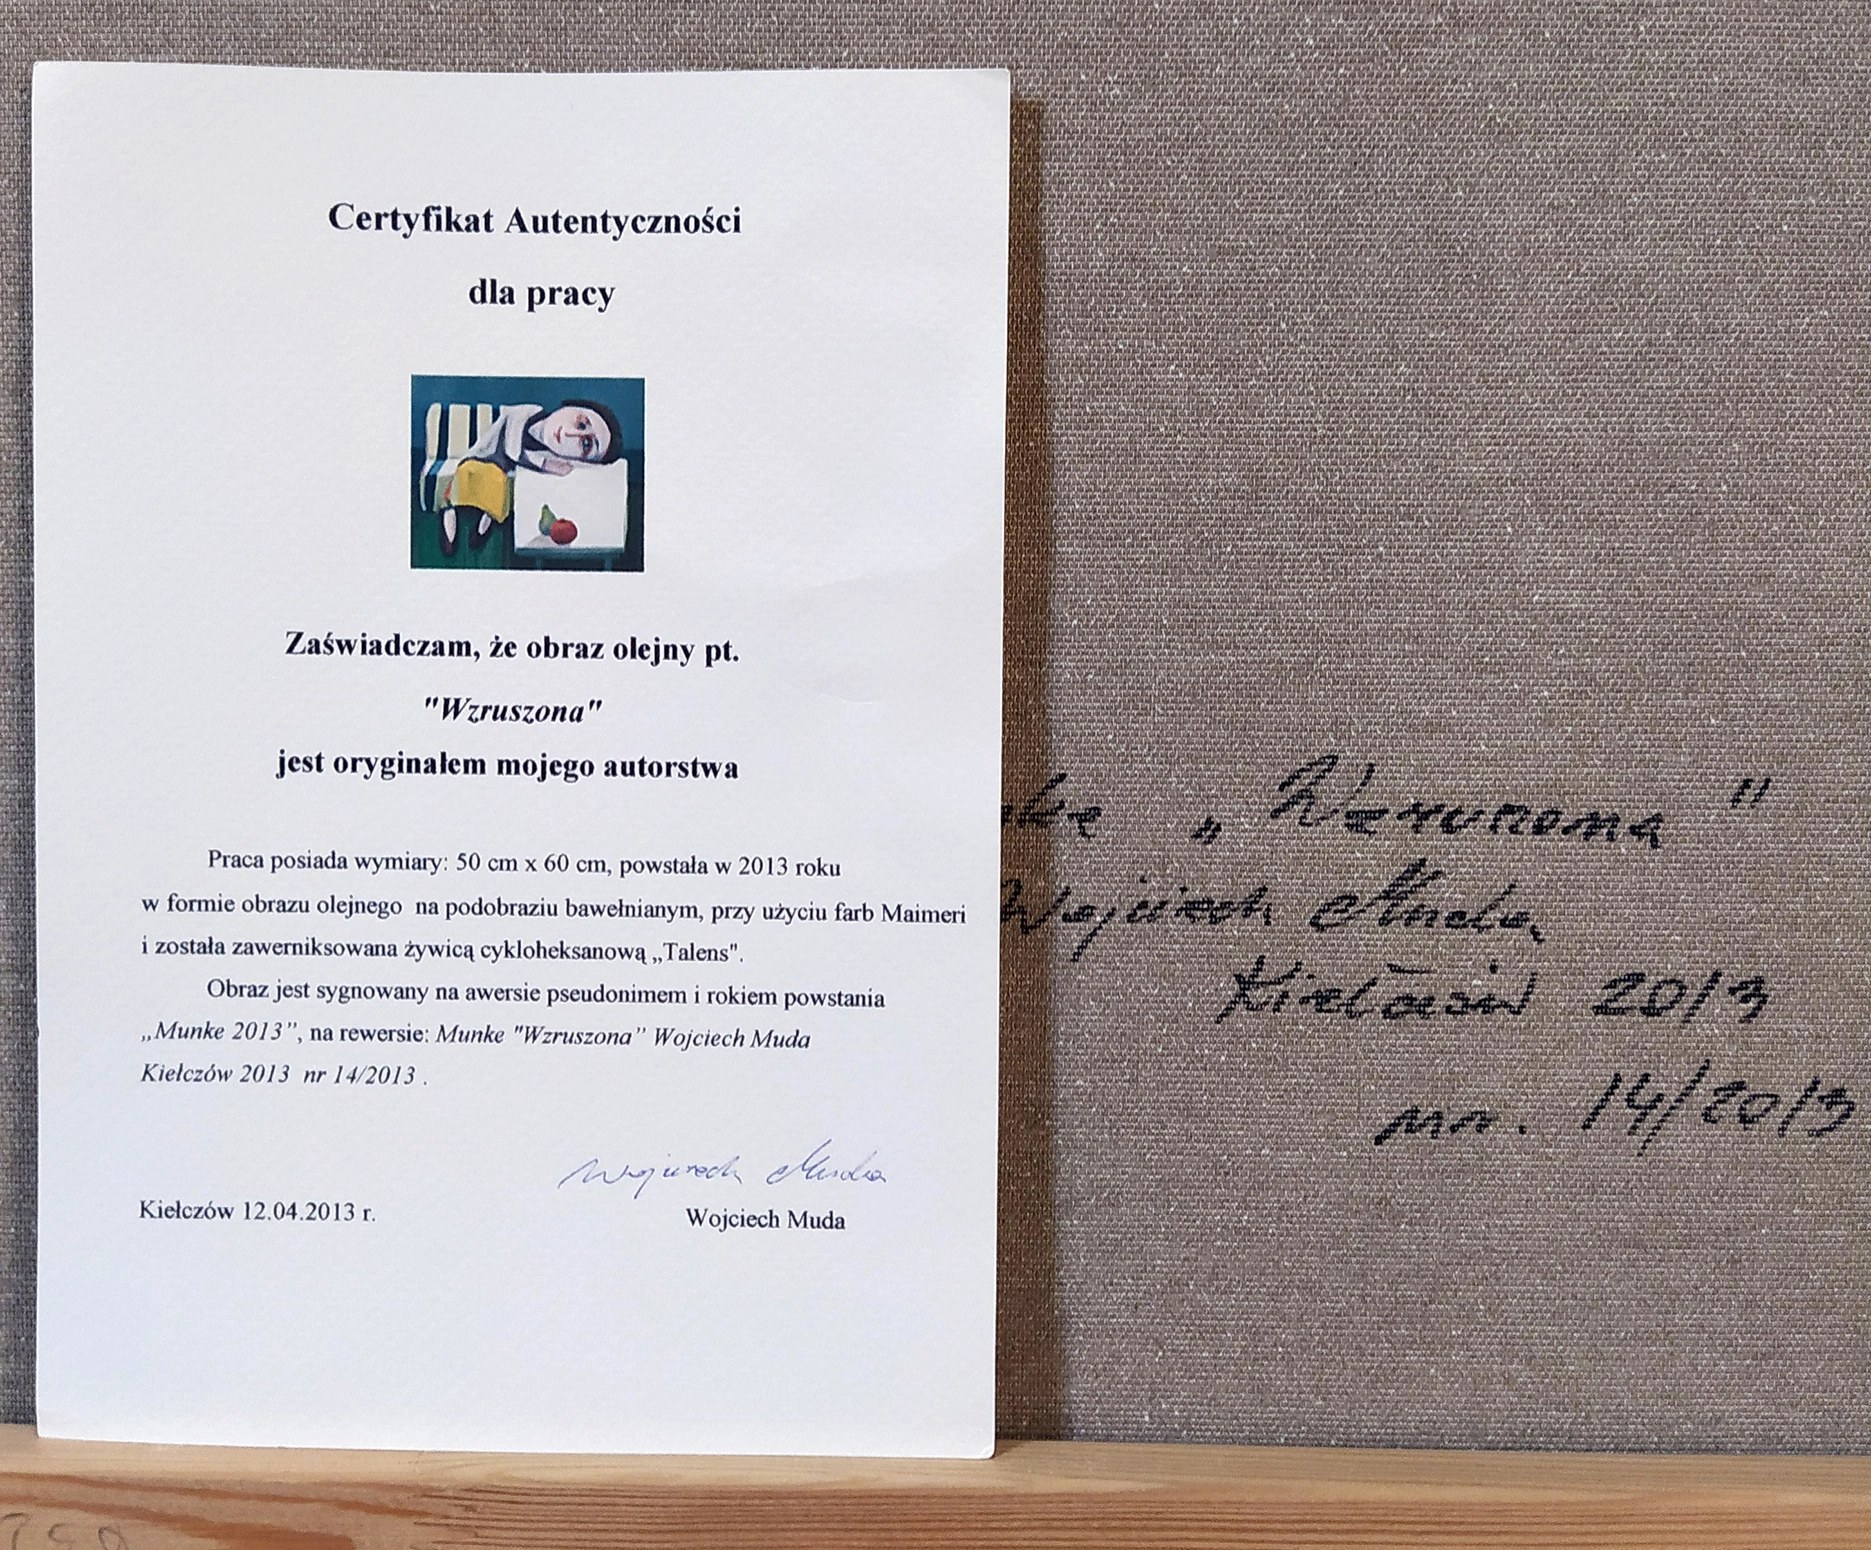 Certyfikat Autentyczności
dla pracy
Zaświadczam, że obraz olejny pt.
"Wzruszona"
jest oryginałem mojego autorstwa
Praca posiada wymiary: 50 cm x 60 cm, powstała w 2013 roku
w formie obrazu olejnego na podobraziu bawełnianym, przy użyciu farb Maimeri
i została zawerniksowana żywicą cykloheksanową „Talens".
Obraz jest sygnowany na awersie pseudonimem i rokiem powstania
„Munke 2013”, na rewersie: Munke "Wzruszona” Wojciech Muda
Kiełczów 2013 nr 14/2013 .
Wojciech Muda
Kiełczów 12.04.2013 r.
Wojciech Muda
„Wzruszona"
Wojciech Muda
Kiełczów 2013
nr. 14/2013